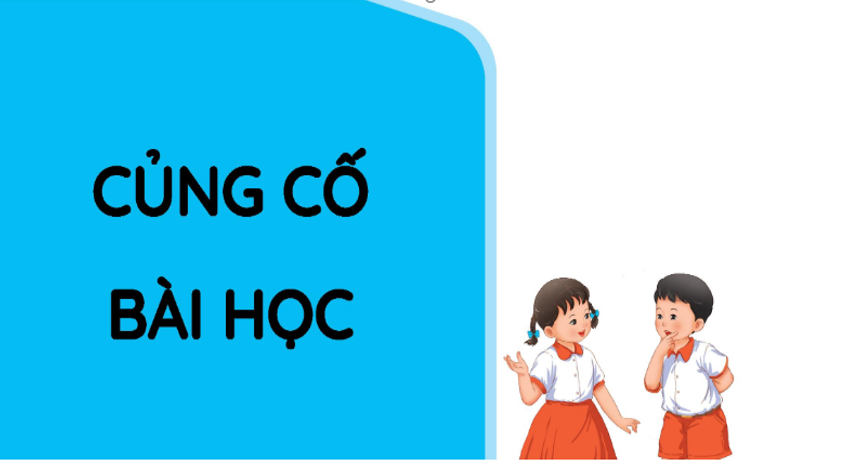 CỦNG CỐ
BÀI HỌC